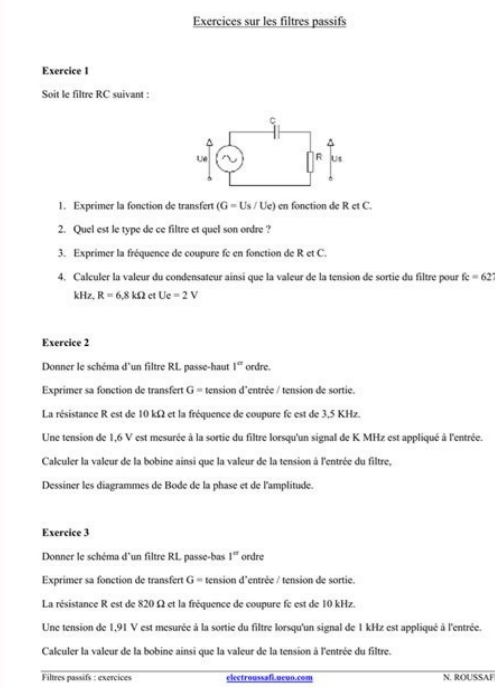 Exercices sur les filtres passifs
Exercice 1
Soit le filtre RC suivant :
C
Ue
R
Us
1. Exprimer la fonction de transfert (G = Us / Ue) en fonction de R et C.
2. Quel est le type de ce filtre et quel son ordre ?
3. Exprimer la fréquence de coupure fc en fonction de R et C.
4. Calculer la valeur du condensateur ainsi que la valeur de la tension de sortie du filtre pour fc = 627
kHz, R = 6,8 kΩ et Ue = 2 V
Exercice 2
Donner le schéma d'un filtre RL passe-haut 1er ordre.
Exprimer sa fonction de transfert G = tension d'entrée / tension de sortie.
La résistance R est de 10 kΩ et la fréquence de coupure fc est de 3,5 KHz.
Une tension de 1,6 V est mesurée à la sortie du filtre lorsqu'un signal de K MHz est appliqué à l'entrée.
Calculer la valeur de la bobine ainsi que la valeur de la tension à l'entrée du filtre,
Dessiner les diagrammes de Bode de la phase et de l'amplitude.
Exercice 3
Donner le schéma d'un filtre RL passe-bas 1er ordre
Exprimer sa fonction de transfert G = tension d'entrée / tension de sortie.
La résistance R est de 820 Ω et la fréquence de coupure fc est de 10 kHz.
Une tension de 1,91 V est mesurée à la sortie du filtre lorsqu'un signal de 1 kHz est appliqué à l'entrée.
Calculer la valeur de la bobine ainsi que la valeur de la tension à l'entrée du filtre.
Filtres passifs : exercices electroussafi.ueuo.com N. ROUSSAF